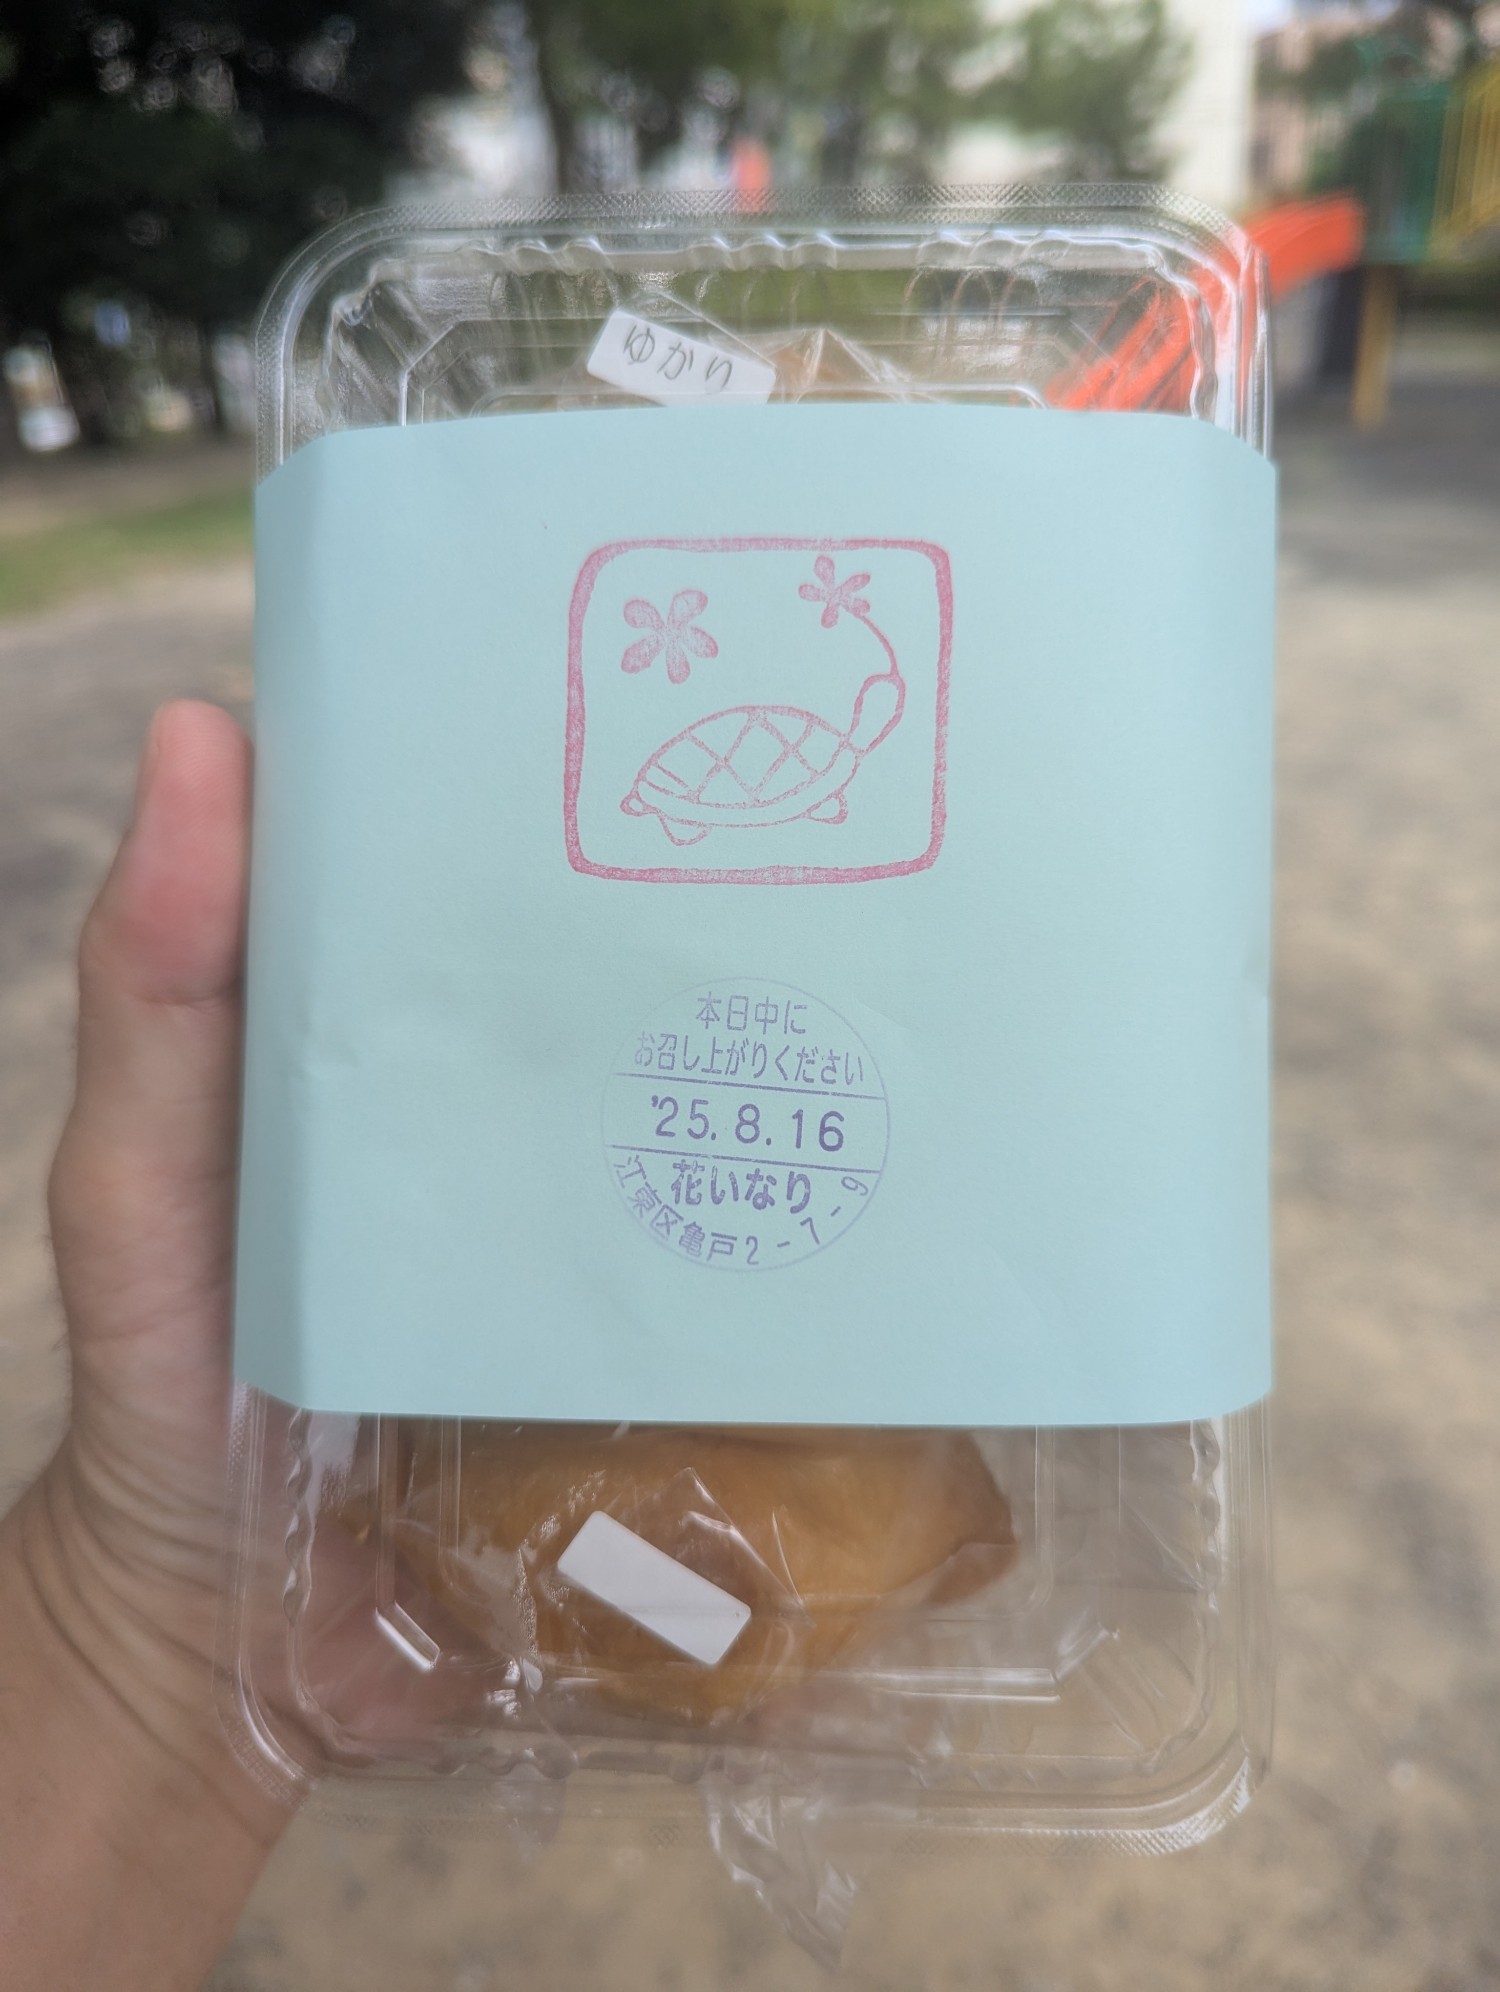 ゆかり
本日中に
お召し上がりください
'25.8.16
花いなり
江東区亀戸2-7-9